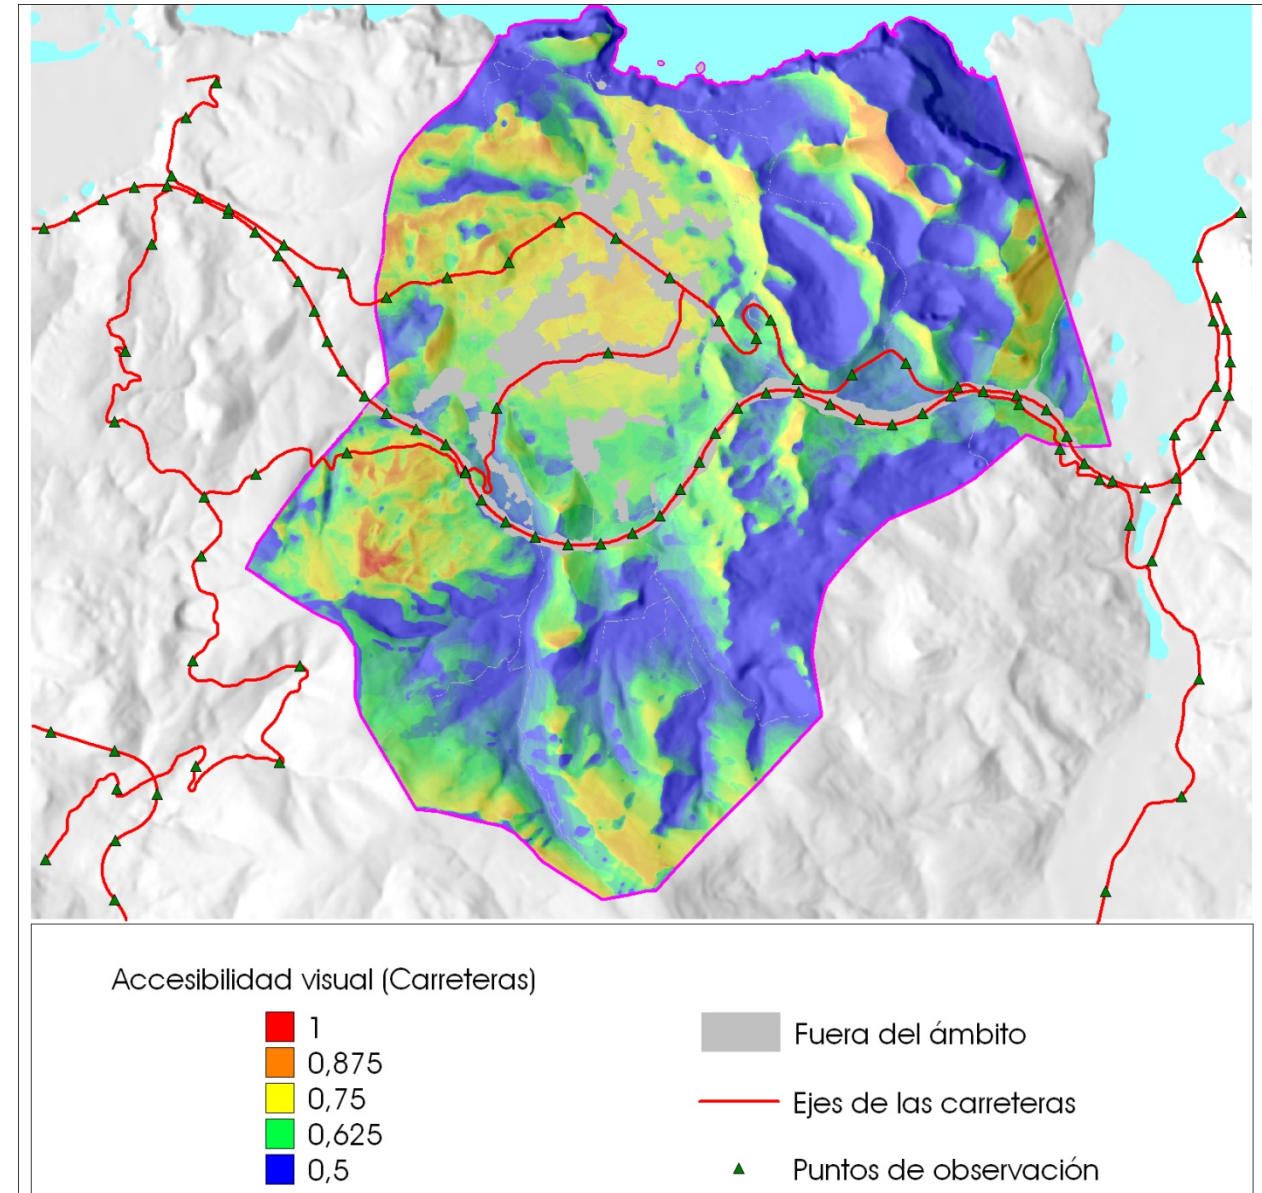 Accesibilidad visual (Carreteras)
1
0,875
0,75
0,625
0,5
Fuera del ámbito
Ejes de las carreteras
Puntos de observación